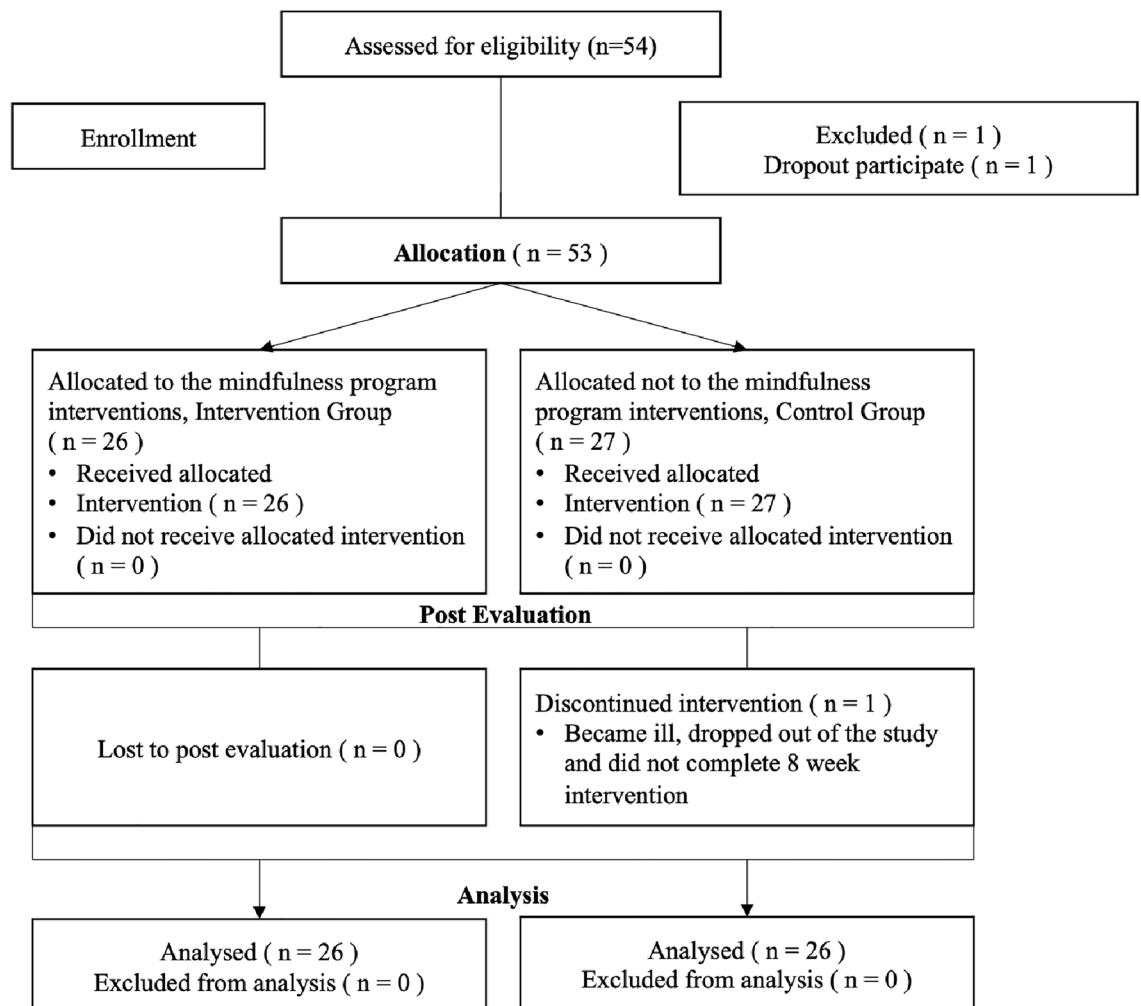 Assessed for eligibility (n=54)
Enrollment
Excluded ( n = 1 )
Dropout participate ( n = 1 )
Allocation ( n = 53 )
Allocated to the mindfulness program
interventions, Intervention Group
( n = 26 )
• Received allocated
• Intervention ( n = 26 )
• Did not receive allocated intervention
( n = 0 )
Allocated not to the mindfulness
program interventions, Control Group
( n = 27 )
• Received allocated
• Intervention ( n = 27 )
• Did not receive allocated intervention
( n = 0 )
Post Evaluation
Lost to post evaluation ( n = 0 )
Discontinued intervention ( n = 1 )
• Became ill, dropped out of the study
and did not complete 8 week
intervention
Analysis
Analysed ( n = 26 )
Excluded from analysis ( n = 0 )
Analysed ( n = 26 )
Excluded from analysis ( n = 0 )